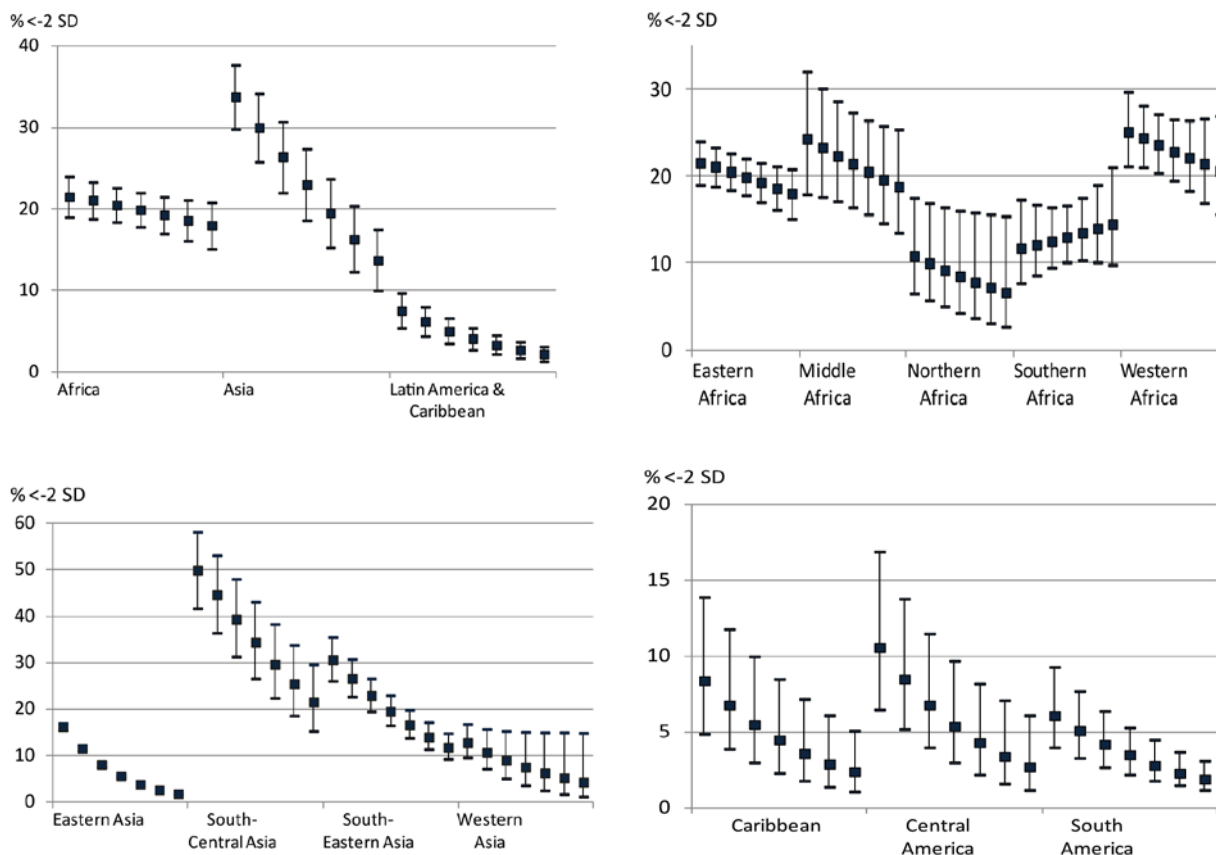 % <-2 SD
40
30
20
10
0
Africa
Asia
Latin America &
Caribbean
30
20
10
0
Eastern
Africa
Middle
Africa
Northern
Africa
Southern
Africa
Western
Africa
% <-2 SD
60
50
40
30
20
10
0
Eastern Asia
South-
Central Asia
South-
Eastern Asia
Western
Asia
% <-2 SD
20
15
10
5
0
Caribbean
Central
America
South
America